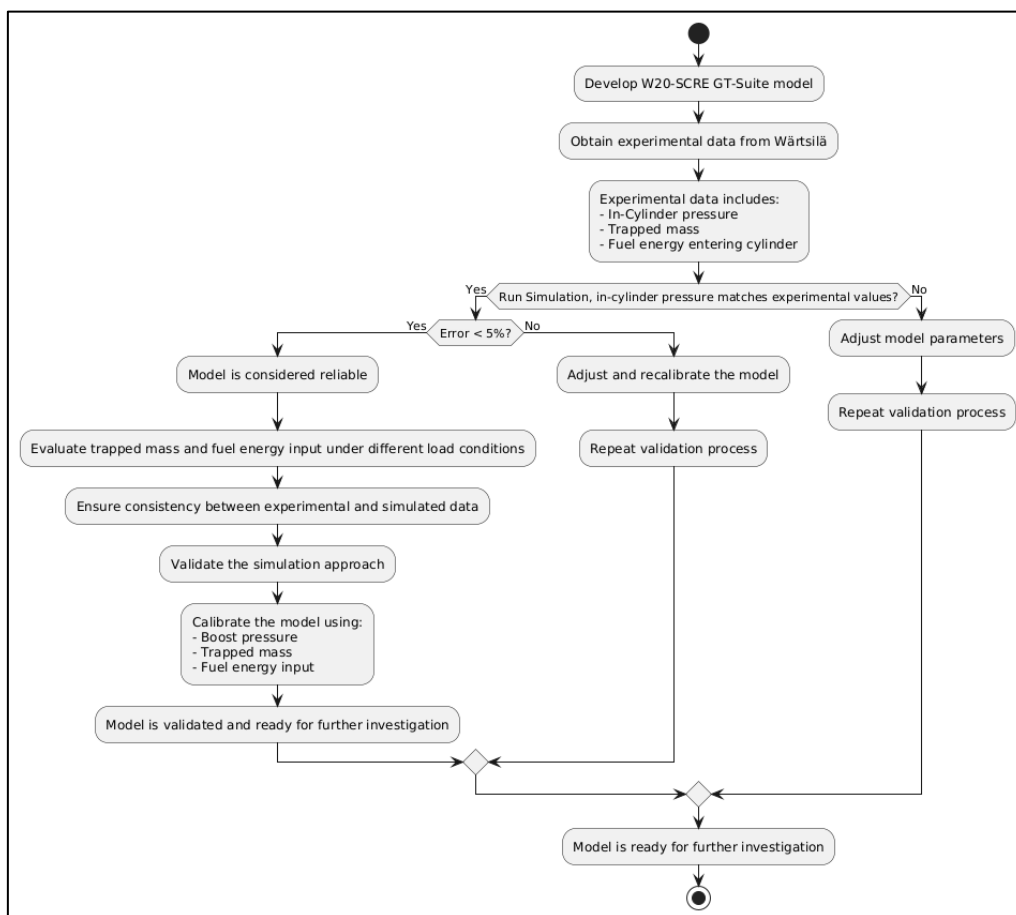 Develop W20-SCRE GT-Suite model
Obtain experimental data from Wärtsilä
Experimental data includes:
- In-Cylinder pressure
- Trapped mass
- Fuel energy entering cylinder
Yes
Run Simulation, in-cylinder pressure matches experimental values?
No
Yes
Error < 5%?
No
Adjust model parameters
Model is considered reliable
Adjust and recalibrate the model
Repeat validation process
Evaluate trapped mass and fuel energy input under different load conditions
Repeat validation process
Ensure consistency between experimental and simulated data
Validate the simulation approach
Calibrate the model using:
- Boost pressure
- Trapped mass
- Fuel energy input
Model is validated and ready for further investigation
Model is ready for further investigation